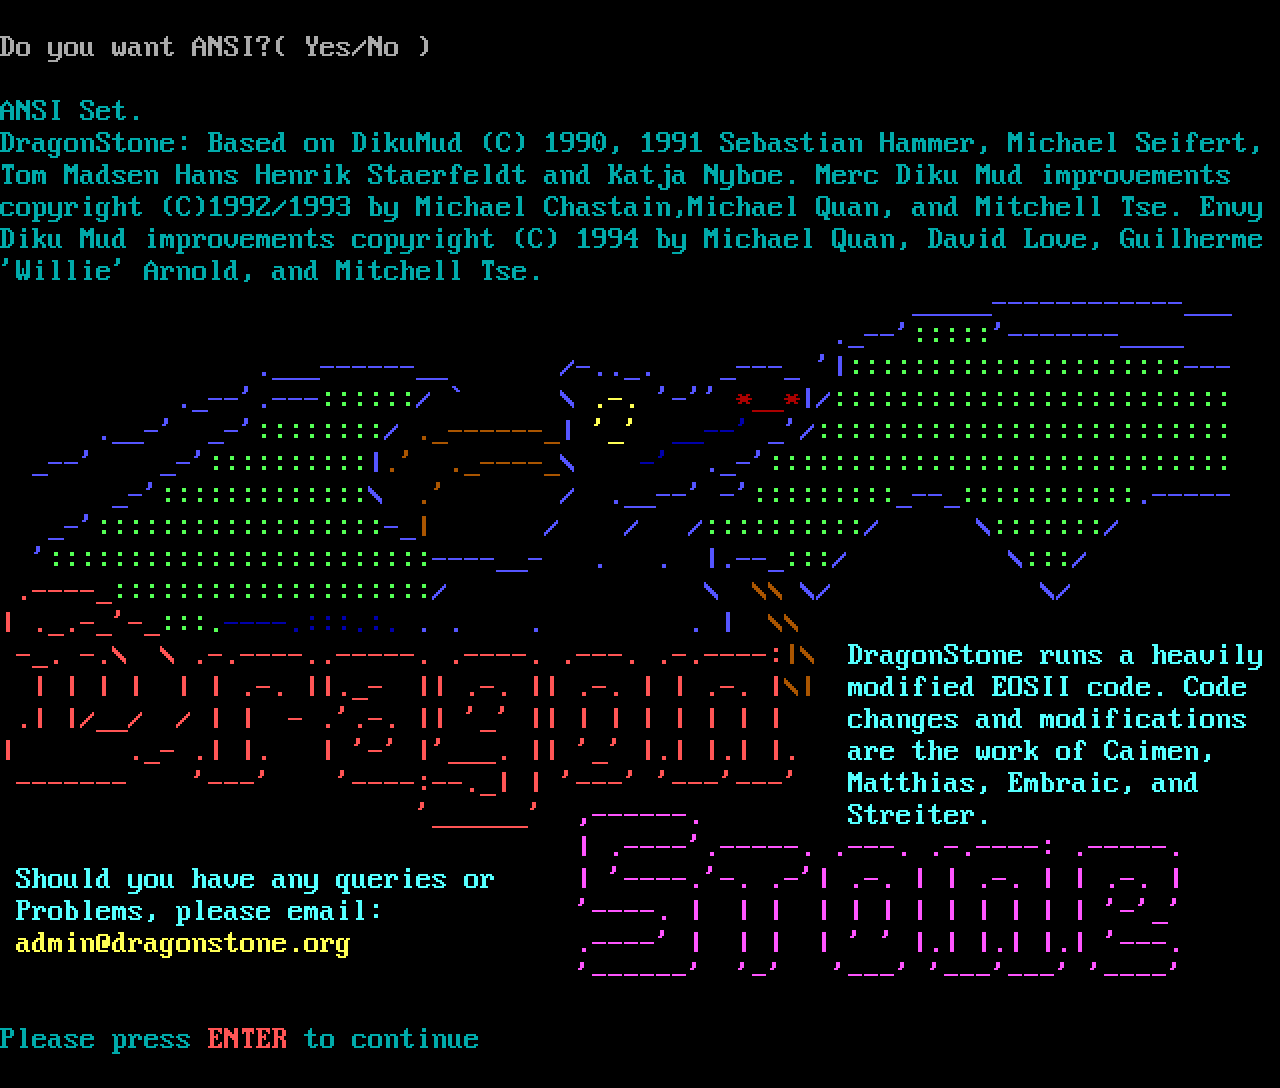 Do you want ANSI?( Yes/No )
ANSI Set.
DragonStone: Based on DikuMud (C) 1990, 1991 Sebastian Hammer, Michael Seifert,
Tom Madsen Hans Henrik Staerfeldt and Katja Nyboe. Merc Diku Mud improvements
copyright (C)1992/1993 by Michael Chastain,Michael Quan, and Mitchell Tse. Envy
Diku Mud improvements copyright (C) 1994 by Michael Quan, David Love, Guilherme
'Willie' Arnold, and Mitchell Tse.
Dragon
Stone
DragonStone runs a heavily
modified EOSII code. Code
changes and modifications
are the work of Caimen,
Matthias, Embraic, and
Streiter.
Should you have any queries or
Problems, please email:
admin@dragonstone.org
Please press ENTER to continue